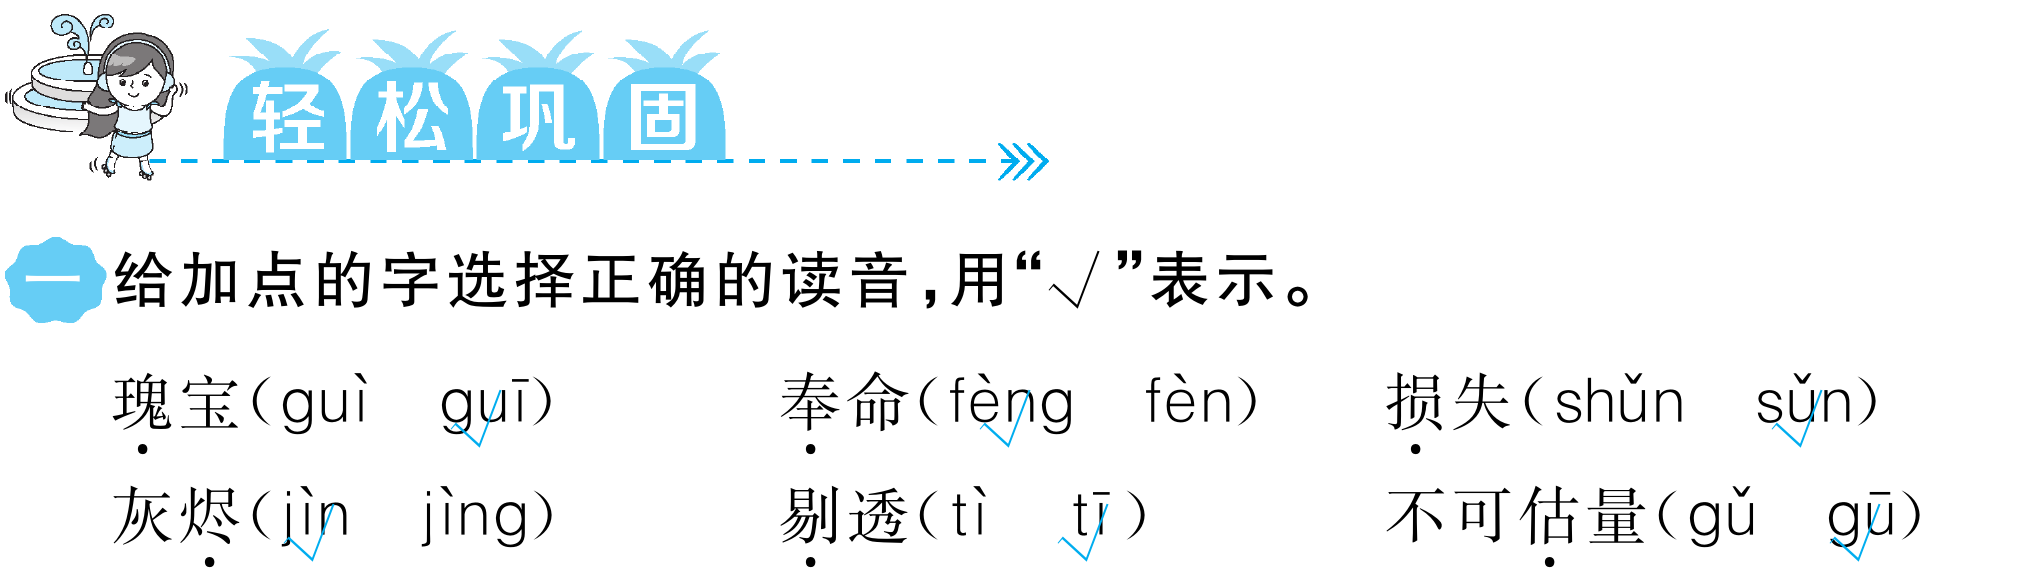 轻松巩固
一 给加点的字选择正确的读音,用“√”表示。
瑰宝(guì guī√) 奉命(fèng√ fèn) 损失(shǔn sǔn√)
灰烬(jìn√ jìng) 剔透(tì tī√) 不可估量(gǔ gū√)